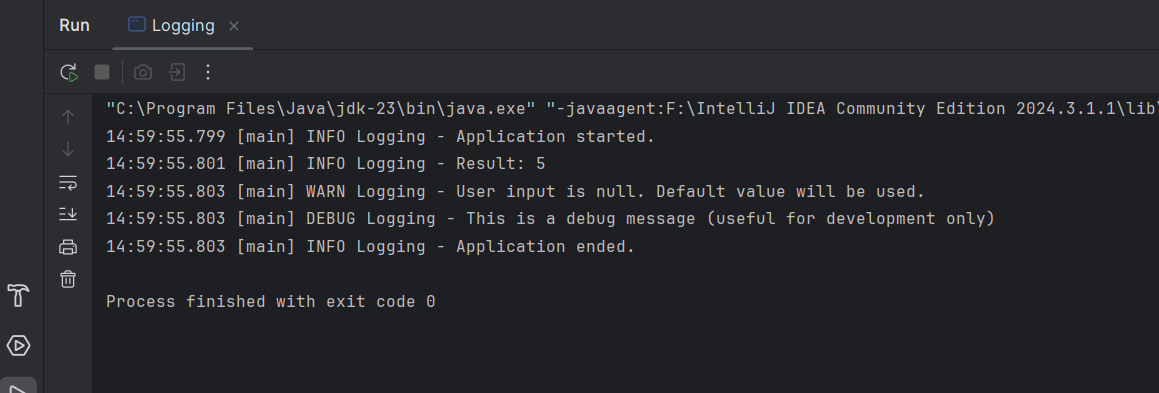 Run Logging
"C:\Program Files\Java\jdk-23\bin\java.exe" "-javaagent:F:\IntelliJ IDEA Community Edition 2024.3.1.1\lib\
14:59:55.799 [main] INFO Logging - Application started.
14:59:55.801 [main] INFO Logging - Result: 5
14:59:55.803 [main] WARN Logging - User input is null. Default value will be used.
14:59:55.803 [main] DEBUG Logging - This is a debug message (useful for development only)
14:59:55.803 [main] INFO Logging - Application ended.
Process finished with exit code 0